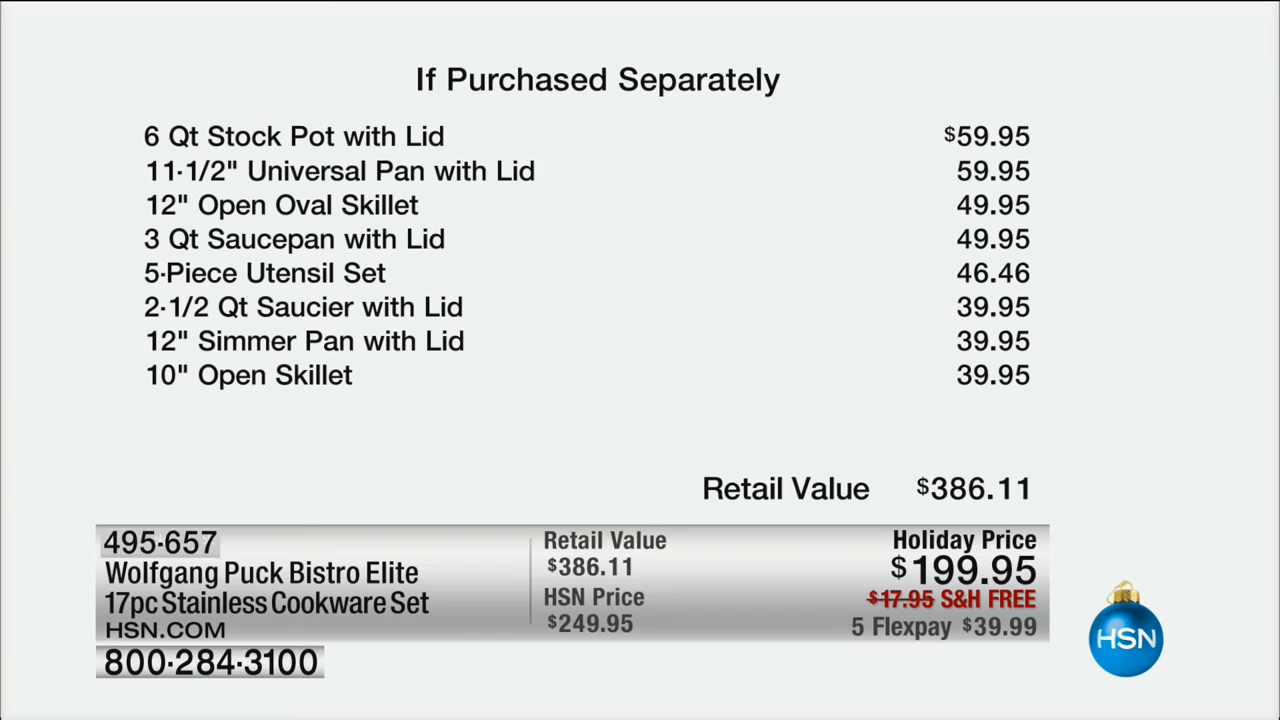 If Purchased Separately
6 Qt Stock Pot with Lid $59.95
11-1/2" Universal Pan with Lid 59.95
12" Open Oval Skillet 49.95
3 Qt Saucepan with Lid 49.95
5-Piece Utensil Set 46.46
2-1/2 Qt Saucier with Lid 39.95
12" Simmer Pan with Lid 39.95
10" Open Skillet 39.95
Retail Value $386.11
495-657
Wolfgang Puck Bistro Elite
17pc Stainless Cookware Set
HSN.COM
800-284-3100
Retail Value
$386.11
HSN Price
$249.95
Holiday Price
$199.95
$17.95 S&H FREE
5 Flexpay $39.99
HSN